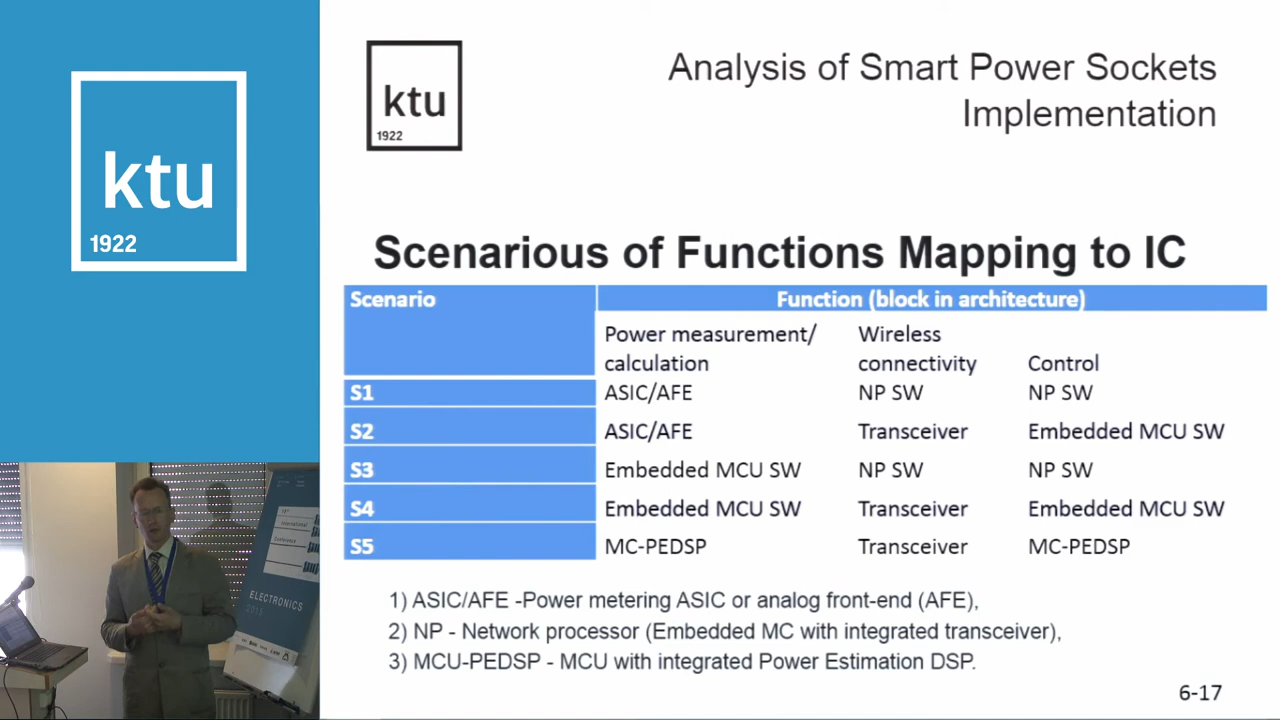 ktu
1922
ktu
1922
Analysis of Smart Power Sockets
Implementation
Scenarious of Functions Mapping to IC
Scenario Function (block in architecture)
Power measurement/ Wireless
calculation connectivity Control
S1 ASIC/AFE NP SW NP SW
S2 ASIC/AFE Transceiver Embedded MCU SW
S3 Embedded MCU SW NP SW NP SW
S4 Embedded MCU SW Transceiver Embedded MCU SW
S5 MC-PEDSP Transceiver MC-PEDSP
1) ASIC/AFE -Power metering ASIC or analog front-end (AFE),
2) NP - Network processor (Embedded MC with integrated transceiver),
3) MCU-PEDSP - MCU with integrated Power Estimation DSP.
6-17
International
Conference
ELECTRONICS